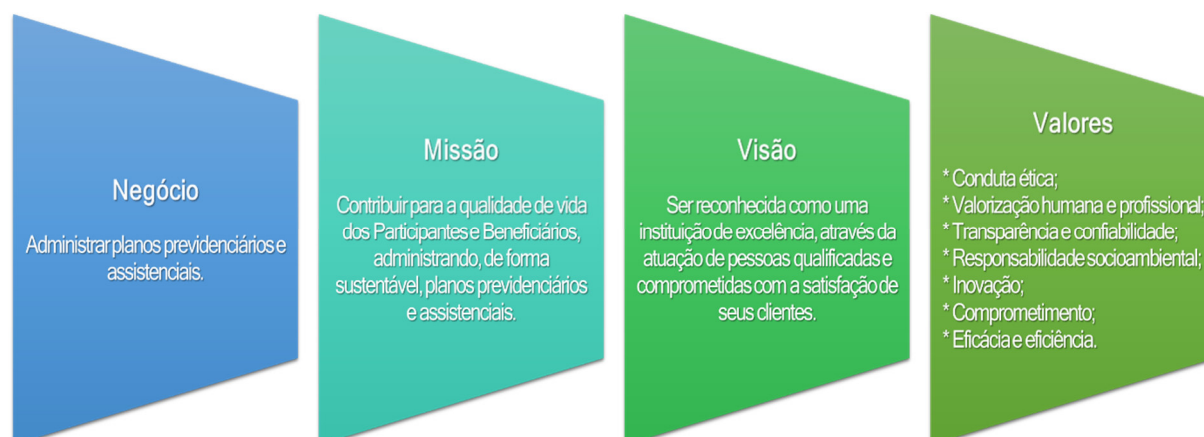 Negócio
Administrar planos previdenciários e
assistenciais.
Missão
Contribuir para a qualidade de vida
dos Participantes e Beneficiários,
administrando, de forma
sustentável, planos previdenciários
e assistenciais.
Visão
Ser reconhecida como uma
instituição de excelência, através da
atuação de pessoas qualificadas e
comprometidas com a satisfação de
seus clientes.
Valores
* Conduta ética;
* Valorização humana e profissional;
* Transparência e confiabilidade;
* Responsabilidade socioambiental;
* Inovação;
* Comprometimento;
* Eficácia e eficiência.